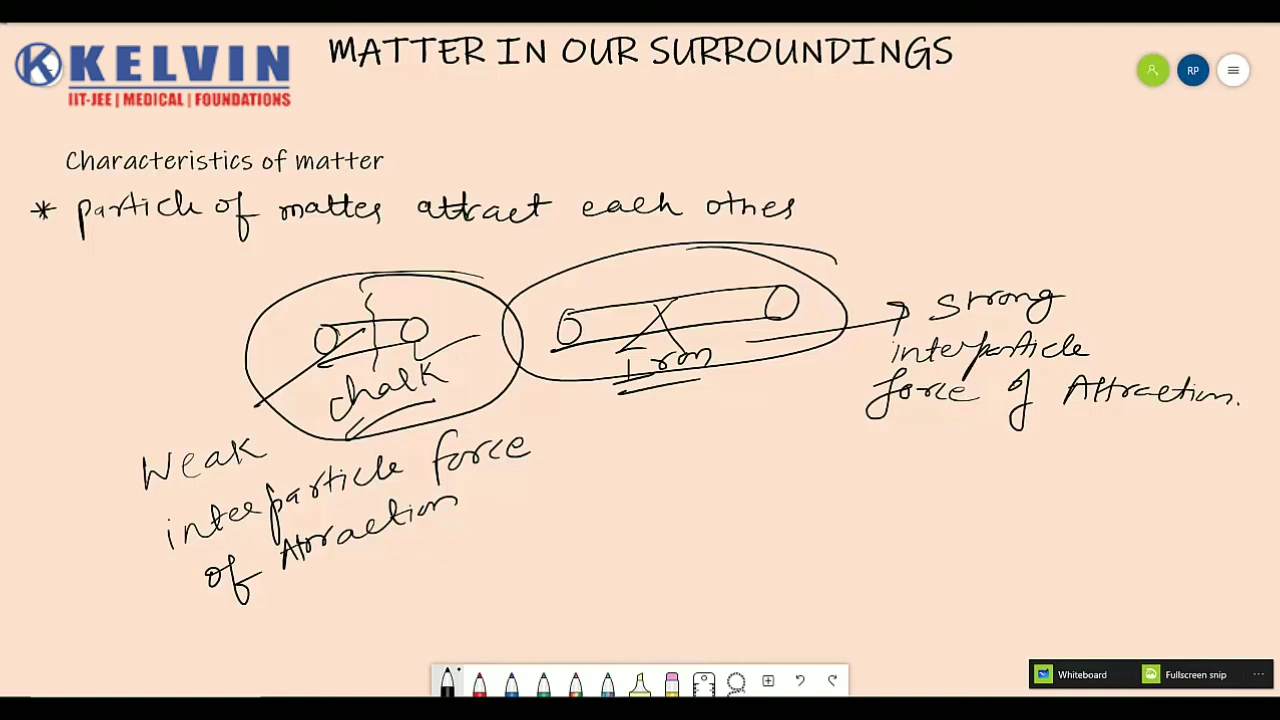 MATTER IN OUR SURROUNDINGS
KELVIN
IIT-JEE | MEDICAL | FOUNDATIONS
RP
Characteristics of matter
* particle of matter attract each other
chalk
Iron
Strong
interparticle
force of Attraction.
Weak
interparticle force
of Attraction
Whiteboard
Fullscreen snip